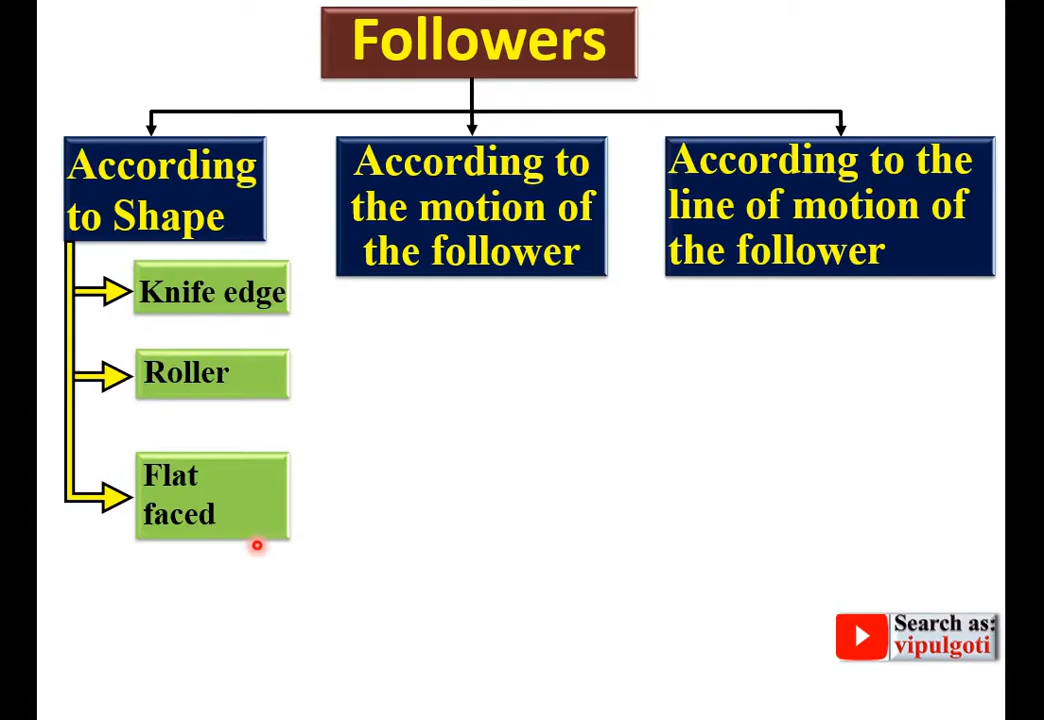 Followers
According
to Shape
According to
the motion of
the follower
According to the
line of motion of
the follower
Knife edge
Roller
Flat
faced
Search as:
vipulgoti